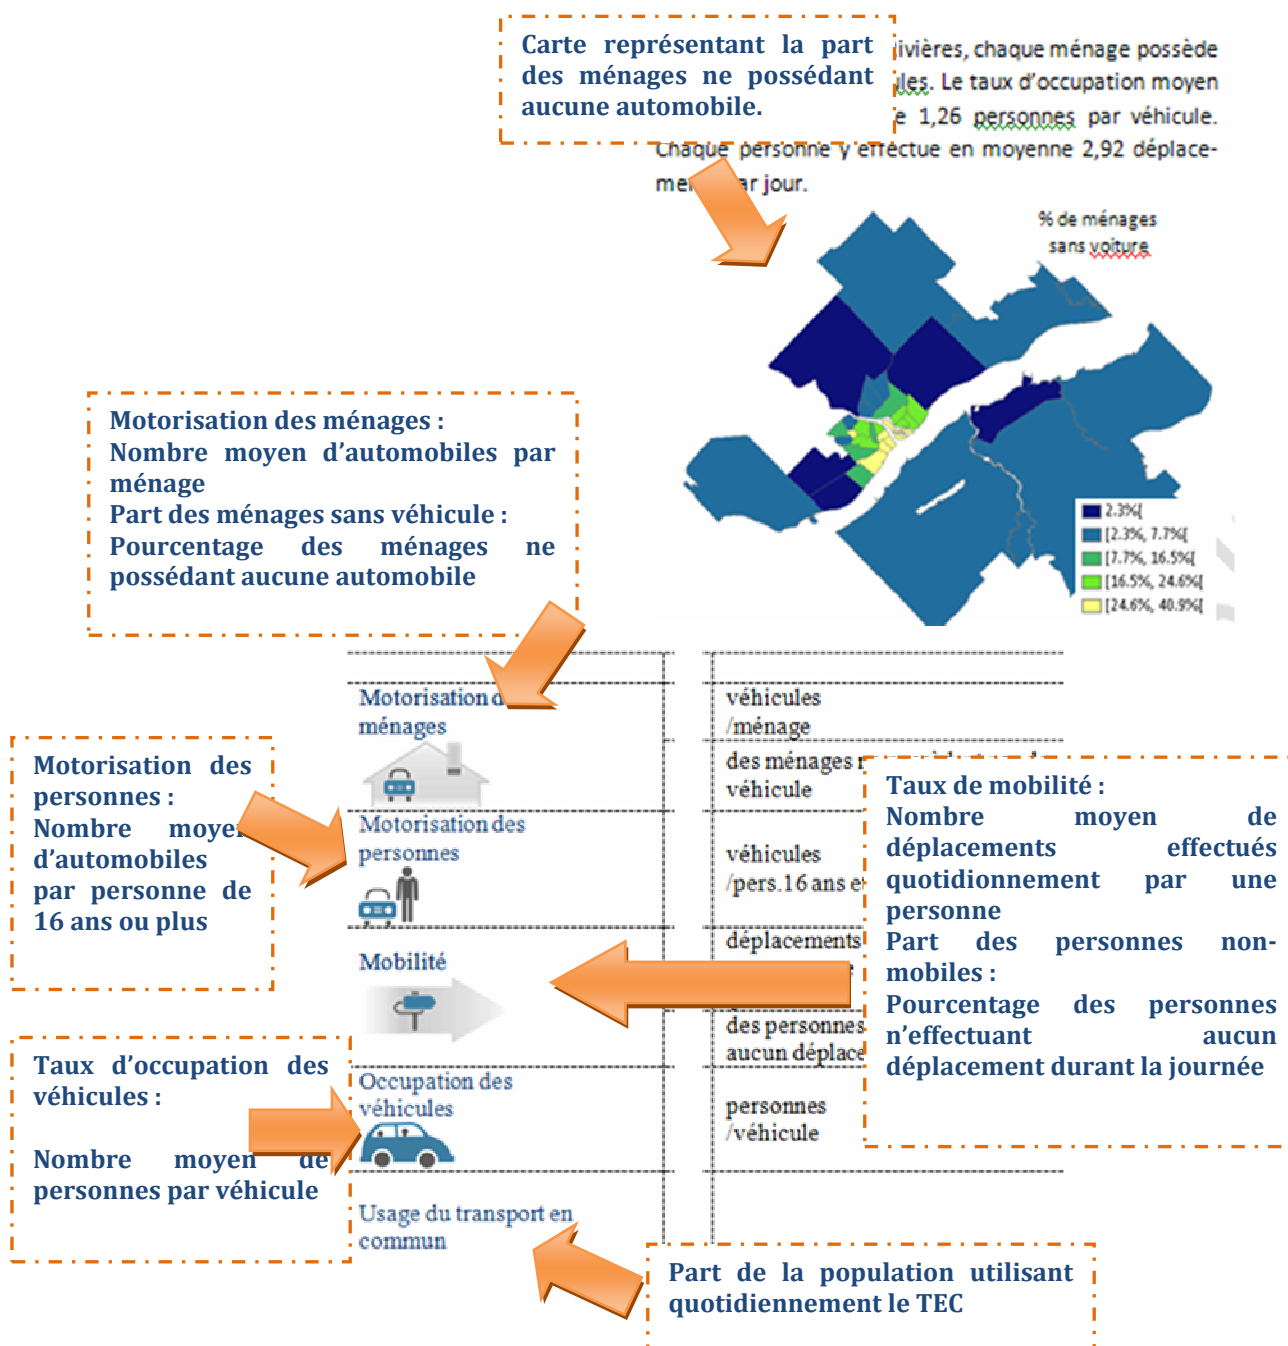 Carte représentant la part
des ménages ne possédant
aucune automobile.
ivières, chaque ménage possède
les. Le taux d'occupation moyen
e 1,26 personnes par véhicule.
Chaque personne y effectue en moyenne 2,92 déplace-
ar jour.
% de ménages
sans voiture
2.3%[
[2.3%, 7.7%[
[7.7%, 16.5%[
[16.5%, 24.6%[
[24.6%, 40.9%[
Motorisation des ménages :
Nombre moyen d'automobiles par
ménage
Part des ménages sans véhicule :
Pourcentage des ménages ne
possédant aucune automobile
Motorisation d
ménages
véhicules
/ménage
des ménages
véhicule
Motorisation des
personnes :
Nombre moyen
d'automobiles
par personne de
16 ans ou plus
Motorisation des
personnes
véhicules
/pers.16 ans e
Taux de mobilité :
Nombre moyen de
déplacements effectués
quotidionnement par une
personne
Part des personnes non-
mobiles :
Pourcentage des personnes
n'effectuant aucun
déplacement durant la journée
Mobilité
déplacements
des personnes
aucun déplace
Taux d'occupation des
véhicules :
Nombre moyen de
personnes par véhicule
Occupation des
véhicules
personnes
/véhicule
Usage du transport en
commun
Part de la population utilisant
quotidiennement le TEC